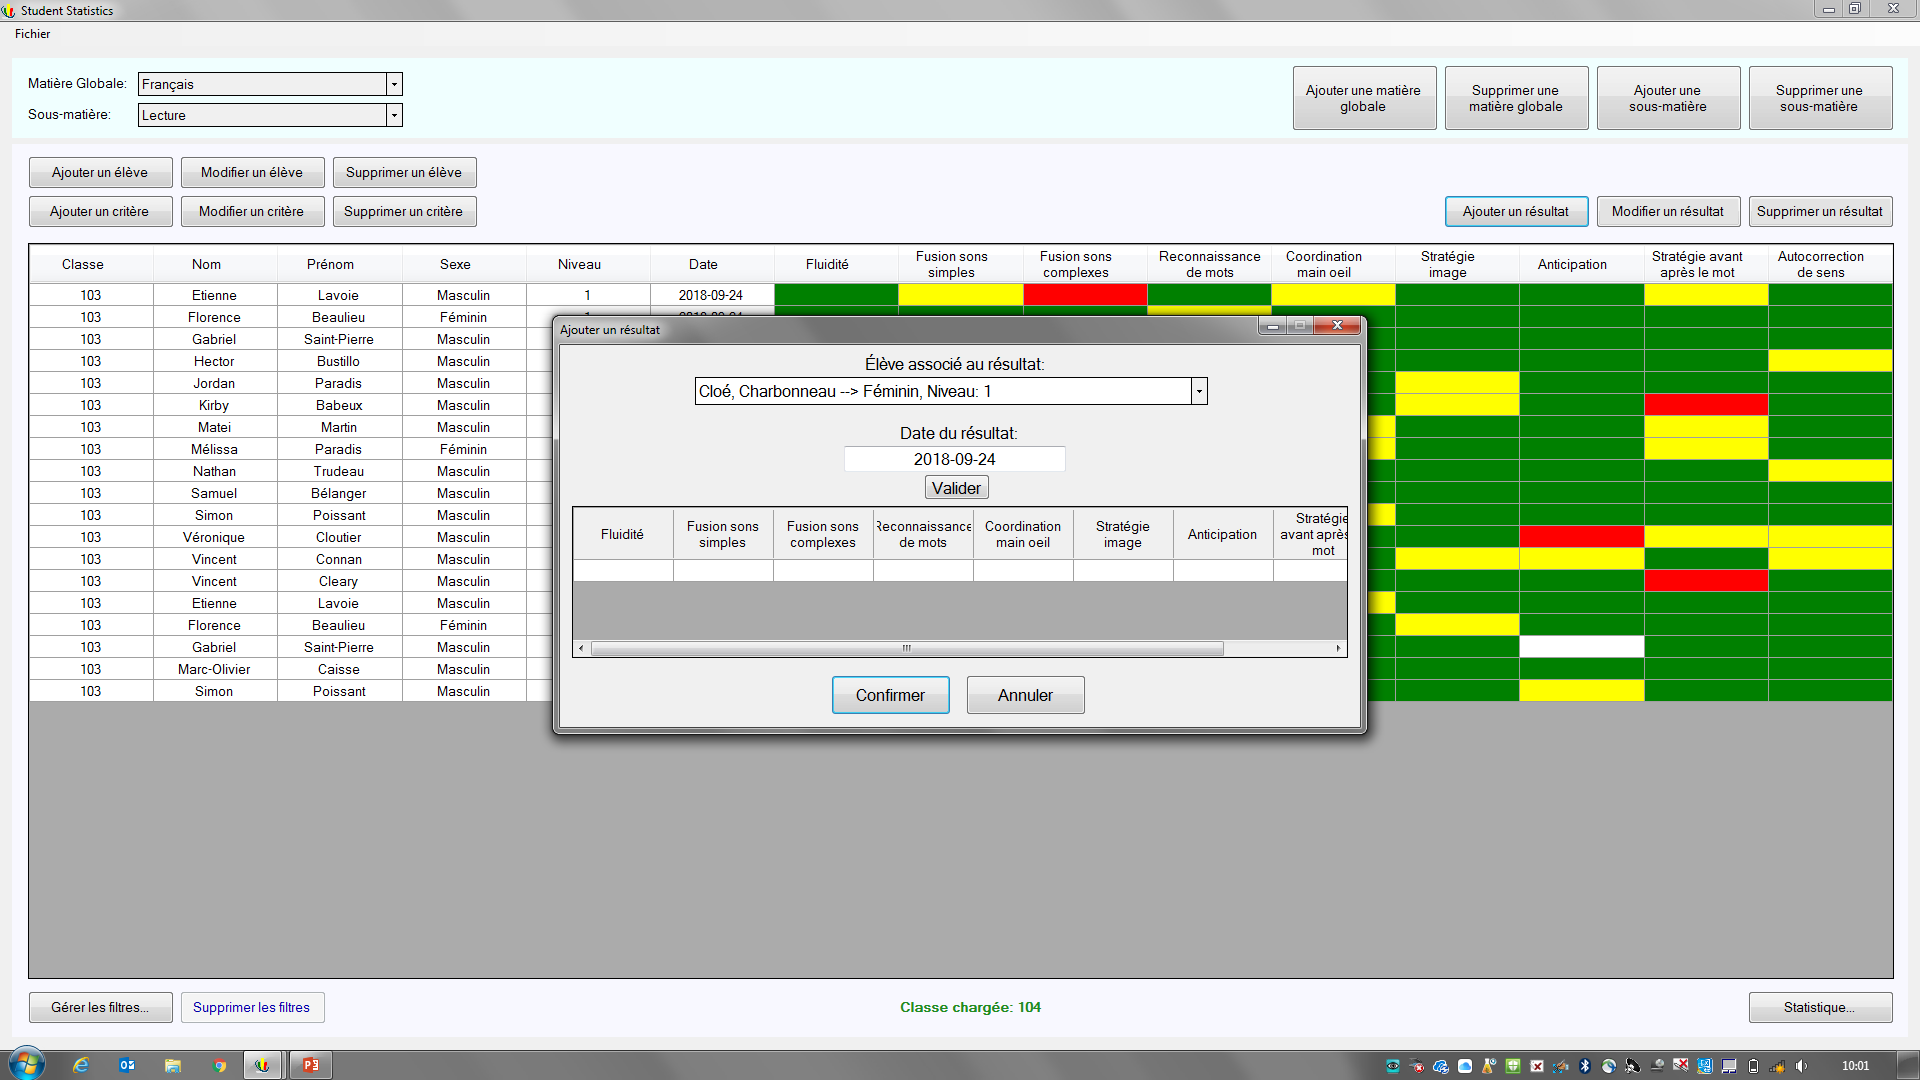 Student Statistics
Fichier
Matière Globale: Français
Sous-matière: Lecture
Ajouter une matière globale
Supprimer une matière globale
Ajouter une sous-matière
Supprimer une sous-matière
Ajouter un élève Modifier un élève Supprimer un élève
Ajouter un critère Modifier un critère Supprimer un critère Ajouter un résultat Modifier un résultat Supprimer un résultat
Classe Nom Prénom Sexe Niveau Date Fluidité Fusion sons simples Fusion sons complexes Reconnaissance de mots Coordination main oeil Stratégie image Anticipation Stratégie avant après le mot Autocorrection de sens
103 Etienne Lavoie Masculin 1 2018-09-24
103 Florence Beaulieu Féminin
103 Gabriel Saint-Pierre Masculin
103 Hector Bustillo Masculin
103 Jordan Paradis Masculin
103 Kirby Babeux Masculin
103 Matei Martin Masculin
103 Mélissa Paradis Féminin
103 Nathan Trudeau Masculin
103 Samuel Bélanger Masculin
103 Simon Poissant Masculin
103 Véronique Cloutier Masculin
103 Vincent Connan Masculin
103 Vincent Cleary Masculin
103 Etienne Lavoie Masculin
103 Florence Beaulieu Féminin
103 Gabriel Saint-Pierre Masculin
103 Marc-Olivier Caisse Masculin
103 Simon Poissant Masculin
Ajouter un résultat
Élève associé au résultat:
Cloé, Charbonneau --> Féminin, Niveau: 1
Date du résultat:
2018-09-24
Valider
Fluidité Fusion sons simples Fusion sons complexes Reconnaissance de mots Coordination main oeil Stratégie image Anticipation Stratégie avant après mot
Confirmer Annuler
Gérer les filtres... Supprimer les filtres Classe chargée: 104 Statistique...
10:01